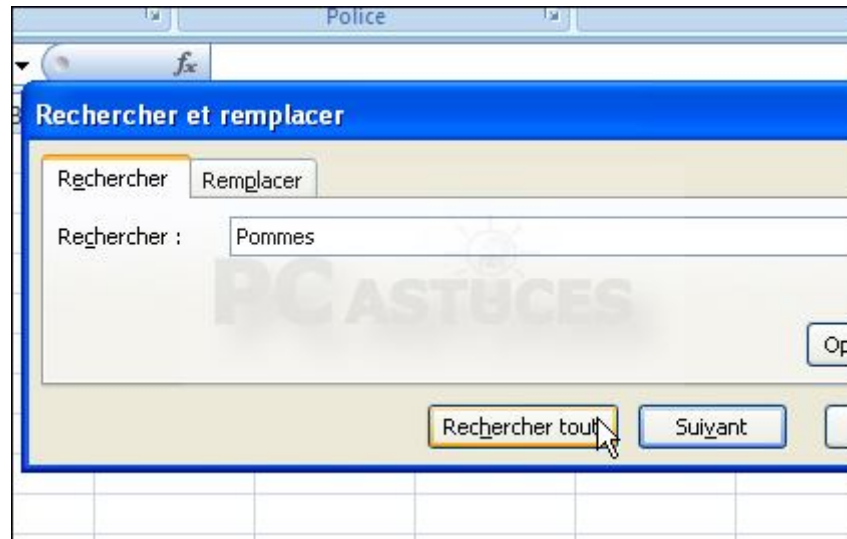 Police
fx
Rechercher et remplacer
Rechercher Remplacer
Rechercher : Pommes
PC ASTUCES
Op
Rechercher tout Suivant